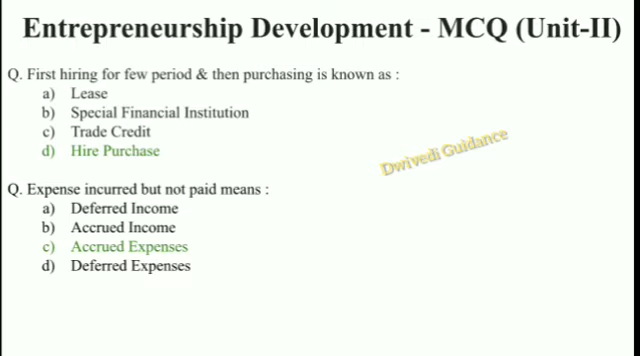 Entrepreneurship Development - MCQ (Unit-II)
Q. First hiring for few period & then purchasing is known as :
a) Lease
b) Special Financial Institution
c) Trade Credit
d) Hire Purchase
Dwivedi Guidance
Q. Expense incurred but not paid means :
a) Deferred Income
b) Accrued Income
c) Accrued Expenses
d) Deferred Expenses